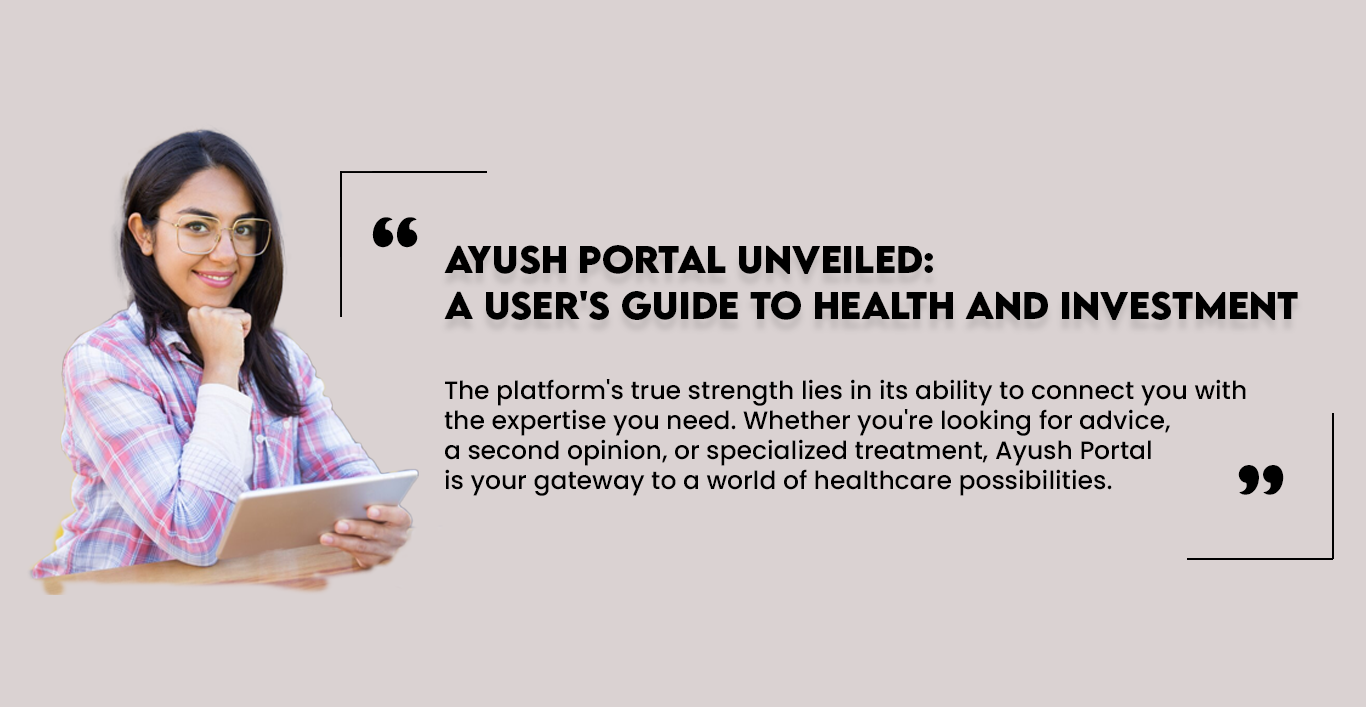 “
AYUSH PORTAL UNVEILED:
A USER'S GUIDE TO HEALTH AND INVESTMENT
The platform's true strength lies in its ability to connect you with
the expertise you need. Whether you're looking for advice,
a second opinion, or specialized treatment, Ayush Portal
is your gateway to a world of healthcare possibilities.
”